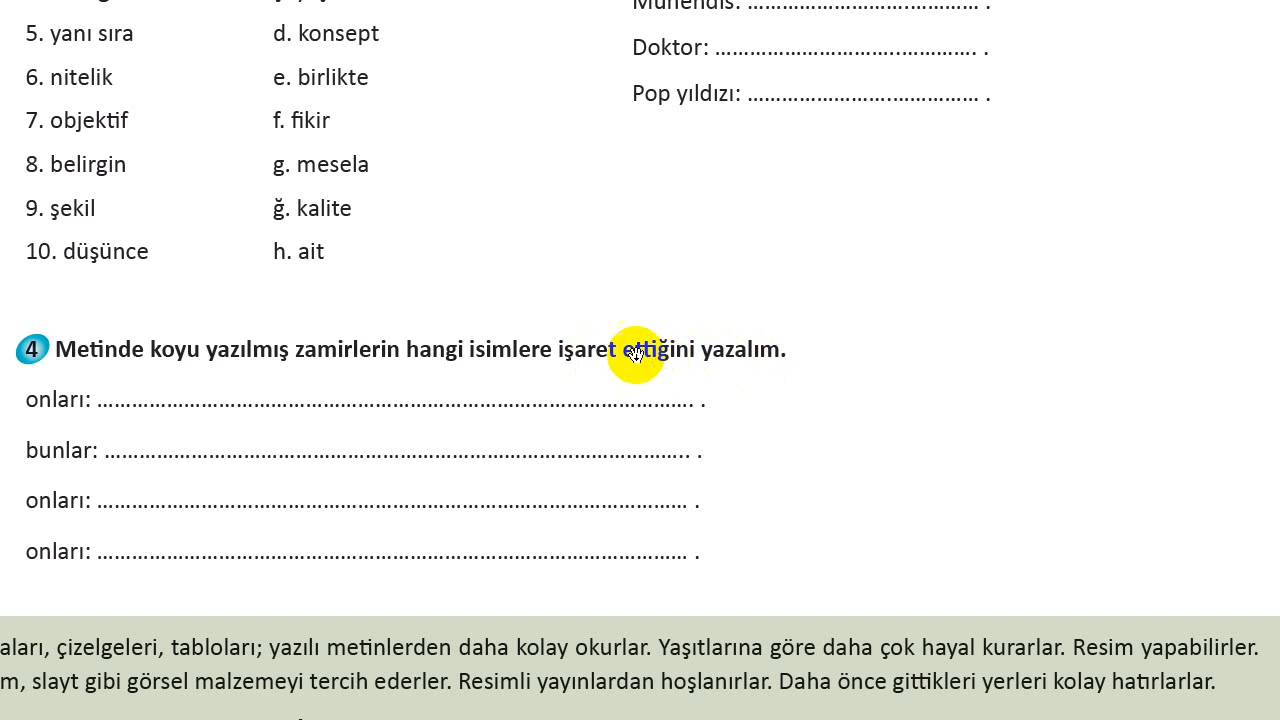 Mühendis: ……………………..………… .
5. yanı sıra d. konsept
Doktor: …………………………..…………. .
6. nitelik e. birlikte
Pop yıldızı: …………………….…………… .
7. objektif f. fikir
8. belirgin g. mesela
9. şekil ğ. kalite
10. düşünce h. ait
4 Metinde koyu yazılmış zamirlerin hangi isimlere işaret ettiğini yazalım.
onları: ……………………………………………………………………………………. .
bunlar: ………………………………………………………………………………….. .
onları: …………………………………………………………………………………… .
onları: …………………………………………………………………………………… .
aları, çizelgeleri, tabloları; yazılı metinlerden daha kolay okurlar. Yaşıtlarına göre daha çok hayal kurarlar. Resim yapabilirler.
m, slayt gibi görsel malzemeyi tercih ederler. Resimli yayınlardan hoşlanırlar. Daha önce gittikleri yerleri kolay hatırlarlar.